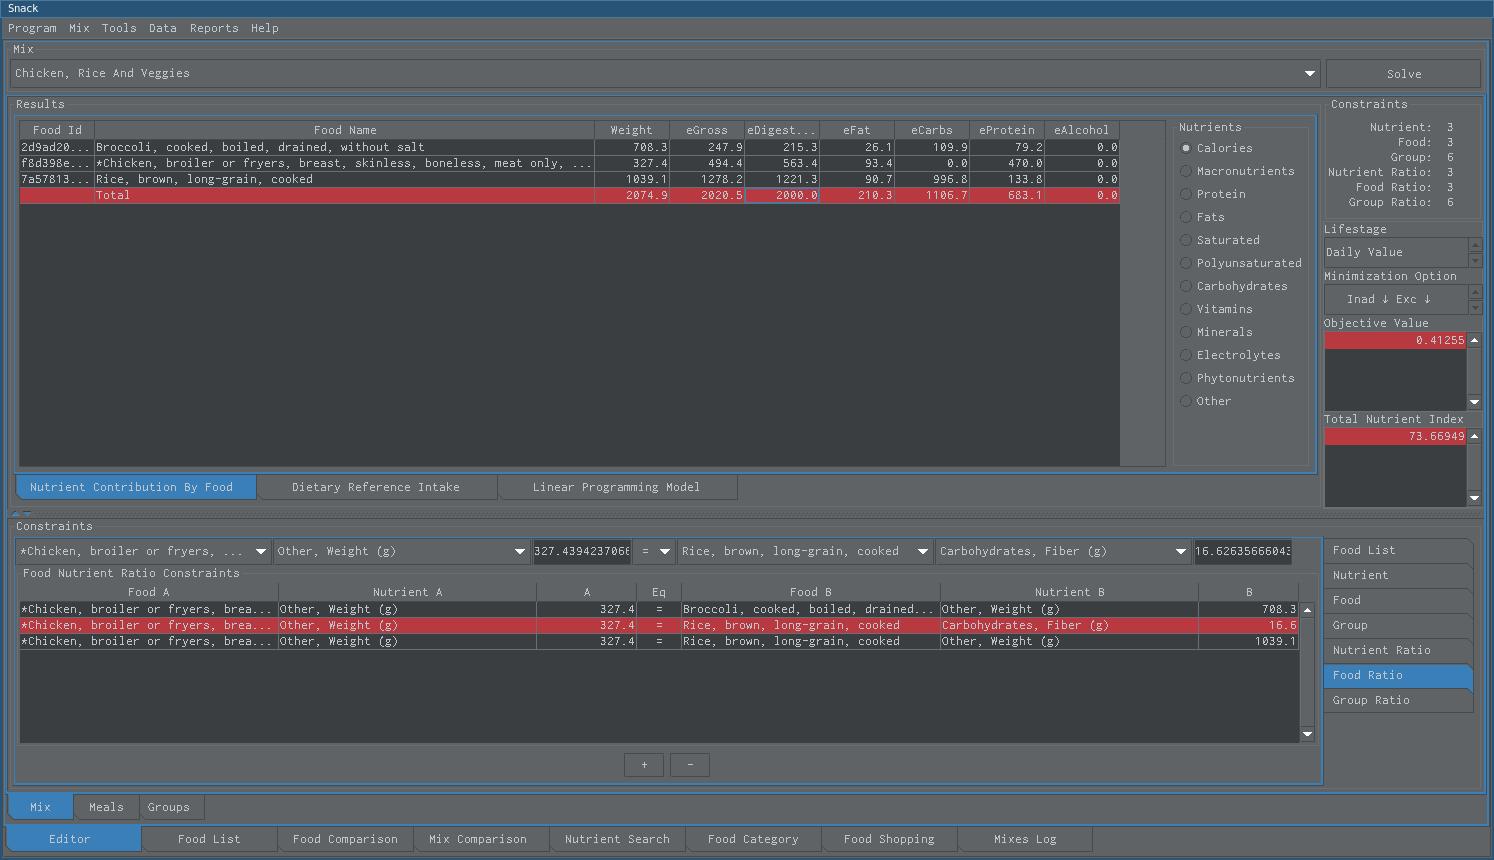 Snack
Program Mix Tools Data Reports Help
Mix
Chicken, Rice And Veggies
Solve
Results
Food Id Food Name Weight eGross eDigest... eFat eCarbs eProtein eAlcohol
2d9ad20... Broccoli, cooked, boiled, drained, without salt 708.3 247.9 215.3 26.1 109.9 79.2 0.0
f8d398e... *Chicken, broiler or fryers, breast, skinless, boneless, meat only, ... 327.4 494.4 563.4 93.4 0.0 470.0 0.0
7a57813... Rice, brown, long-grain, cooked 1039.1 1278.2 1221.3 90.7 996.8 133.8 0.0
Total 2074.9 2020.5 2000.0 210.3 1106.7 683.1 0.0
Nutrients
Calories
Macronutrients
Protein
Fats
Saturated
Polyunsaturated
Carbohydrates
Vitamins
Minerals
Electrolytes
Phytonutrients
Other
Constraints
Nutrient: 3
Food: 3
Group: 6
Nutrient Ratio: 3
Food Ratio: 3
Group Ratio: 6
Lifestage
Daily Value
Minimization Option
Inad ↓ Exc ↓
Objective Value
0.41255
Total Nutrient Index
73.66949
Nutrient Contribution By Food Dietary Reference Intake Linear Programming Model
Constraints
*Chicken, broiler or fryers, ... Other, Weight (g) 327.4394237066 = Rice, brown, long-grain, cooked Carbohydrates, Fiber (g) 16.62635666043
Food Nutrient Ratio Constraints
Food A Nutrient A A Eq Food B Nutrient B B
*Chicken, broiler or fryers, brea... Other, Weight (g) 327.4 = Broccoli, cooked, boiled, drained... Other, Weight (g) 708.3
*Chicken, broiler or fryers, brea... Other, Weight (g) 327.4 = Rice, brown, long-grain, cooked Carbohydrates, Fiber (g) 16.6
*Chicken, broiler or fryers, brea... Other, Weight (g) 327.4 = Rice, brown, long-grain, cooked Other, Weight (g) 1039.1
+ -
Food List
Nutrient
Food
Group
Nutrient Ratio
Food Ratio
Group Ratio
Mix Meals Groups
Editor Food List Food Comparison Mix Comparison Nutrient Search Food Category Food Shopping Mixes Log